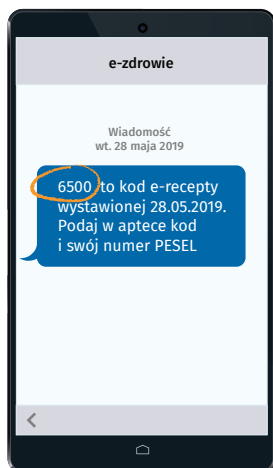 e-zdrowie
Wiadomość
wt. 28 maja 2019
6500 to kod e-recepty
wystawionej 28.05.2019.
Podaj w aptece kod
i swój numer PESEL